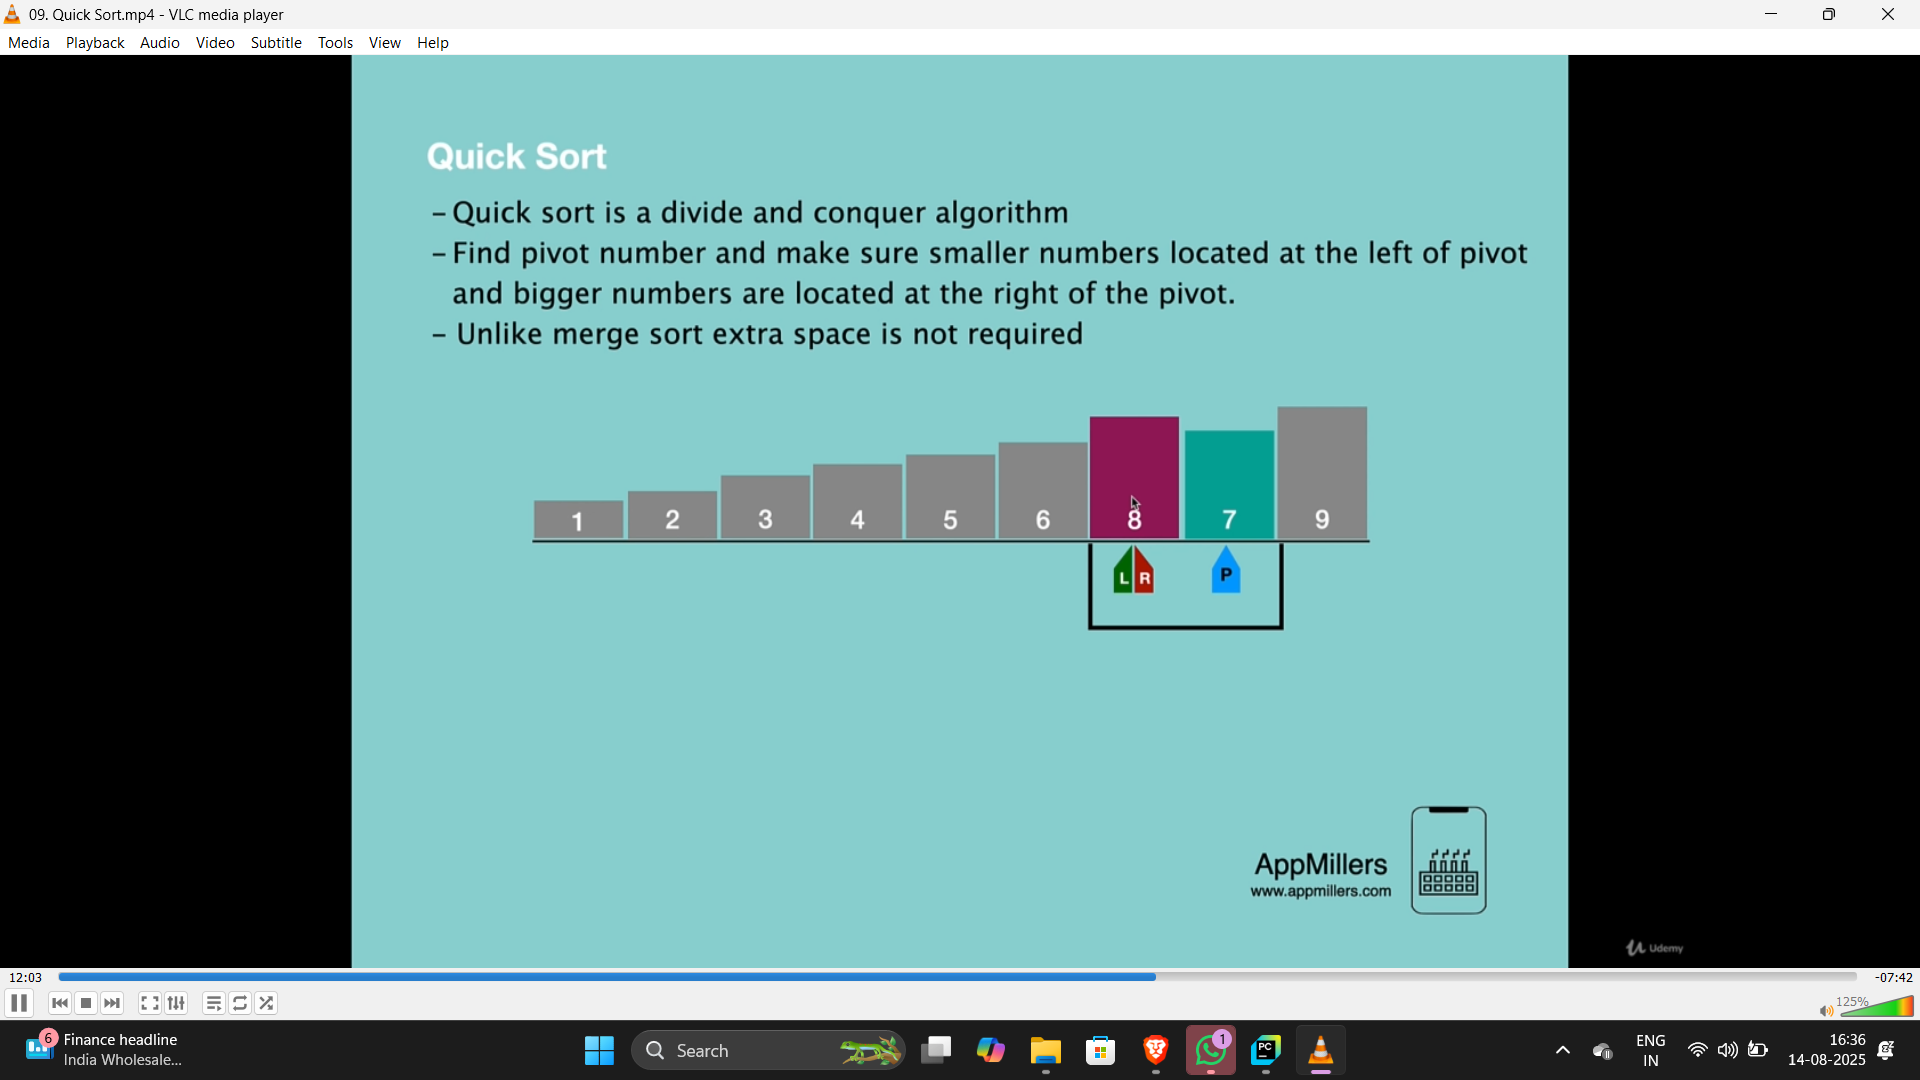 09. Quick Sort.mp4 - VLC media player
Media Playback Audio Video Subtitle Tools View Help
Quick Sort
– Quick sort is a divide and conquer algorithm
– Find pivot number and make sure smaller numbers located at the left of pivot
and bigger numbers are located at the right of the pivot.
– Unlike merge sort extra space is not required
1 2 3 4 5 6 8 7 9
L R P
AppMillers
www.appmillers.com
Udemy
12:03 -07:42
125%
6 Finance headline
India Wholesale...
Search
1
PC
ENG
IN
16:36
14-08-2025